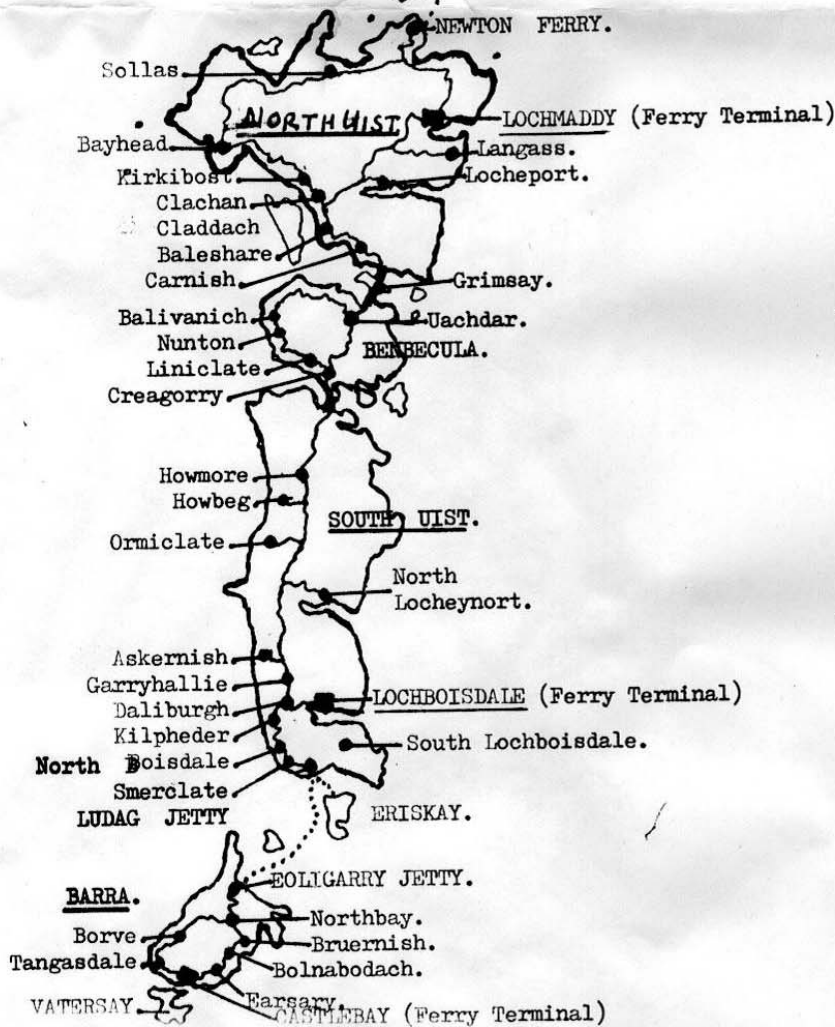 NEWTON FERRY.
Sollas
NORTH UIST
LOCHMADDY (Ferry Terminal)
Bayhead
Langass.
Kirkibost
Locheport.
Clachan
Claddach
Baleshare
Carnish
Grimsay.
Balivanich
Uachdar.
Nunton
BENBECULA.
Liniclate
Creagorry
Howmore
Howbeg
SOUTH UIST.
Ormiclate
North
Locheynort.
Askernish
Garryhallie
LOCHBOISDALE (Ferry Terminal)
Daliburgh
Kilpheder
South Lochboisdale.
North Boisdale
Smerclate
LUDAG JETTY
ERISKAY.
EOLIGARRY JETTY.
BARRA.
Northbay.
Borve
Bruernish.
Tangasdale
Bolnabodach.
Earsary.
VATERSAY
CASTLEBAY (Ferry Terminal)